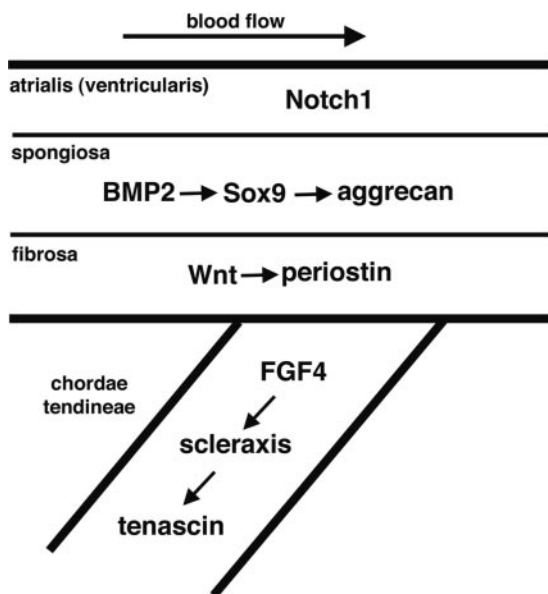 blood flow
atrialis (ventricularis)
Notch1
spongiosa
BMP2 → Sox9 → aggrecan
fibrosa
Wnt → periostin
chordae
tendineae
FGF4
scleraxis
tenascin